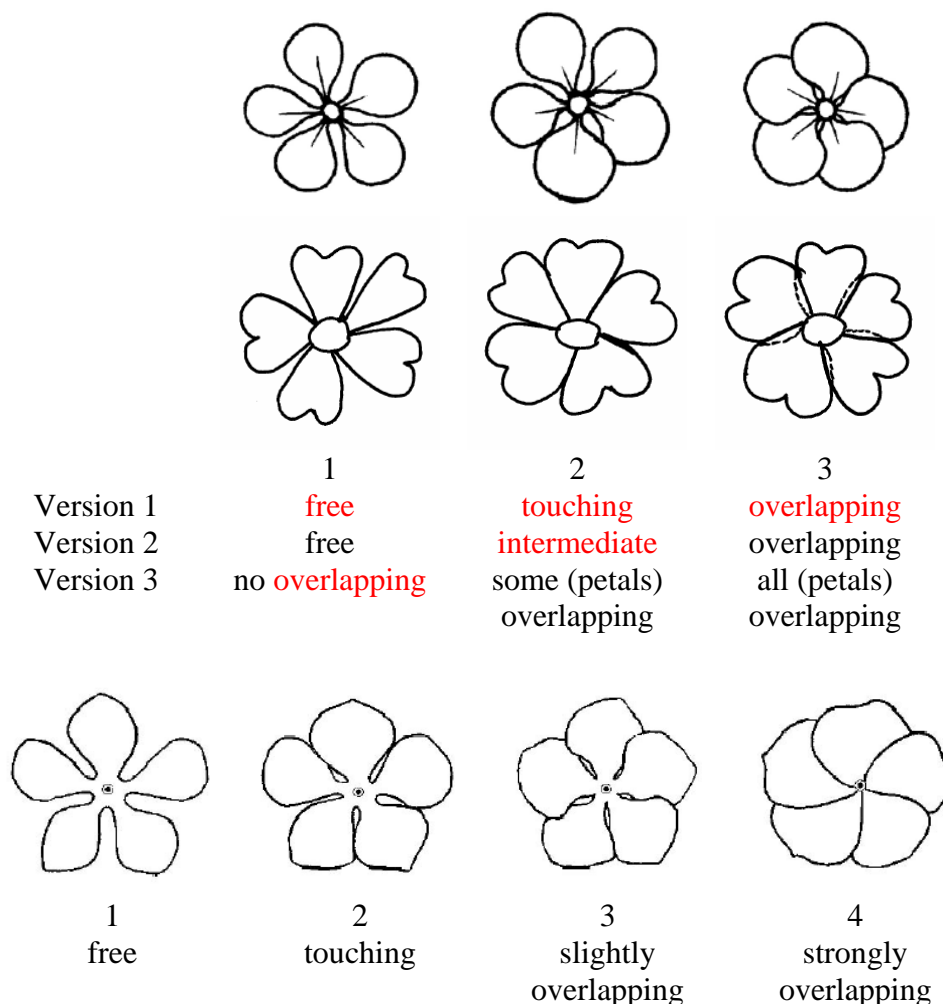 1 2 3
Version 1 free touching overlapping
Version 2 free intermediate overlapping
Version 3 no overlapping some (petals) all (petals)
overlapping overlapping
1 2 3 4
free touching slightly strongly
overlapping overlapping